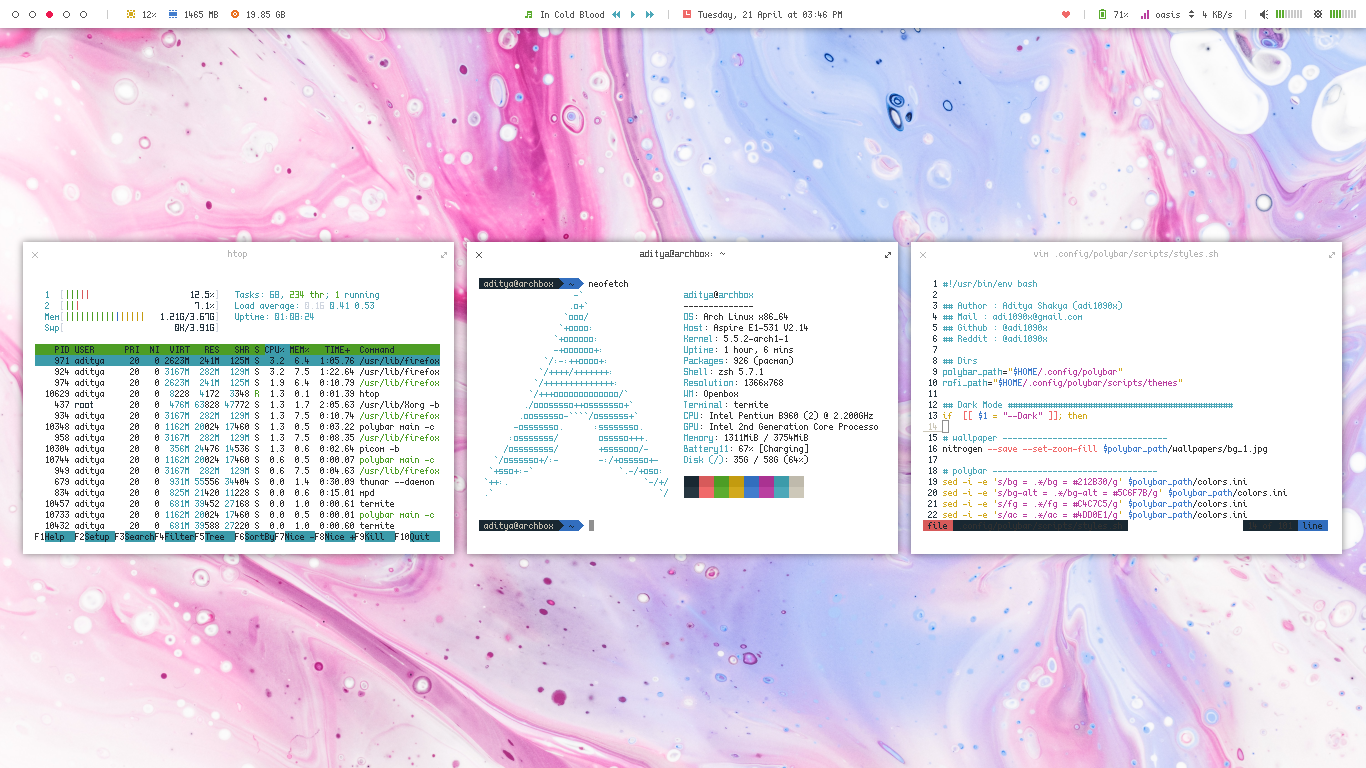 12% 1465 MB 19.85 GB In Cold Blood Tuesday, 21 April at 03:46 PM 71% oasis 4 KB/s
htop
1 [||||| 12.5%] Tasks: 68, 234 thr; 1 running
2 [||| 7.1%] Load average: 0.16 0.41 0.53
Mem[||||||||||||||||| 1.21G/3.67G] Uptime: 01:08:24
Swp[ 0K/3.91G]
PID USER PRI NI VIRT RES SHR S CPU% MEM% TIME+ Command
971 aditya 20 0 2623M 241M 125M S 3.2 6.4 1:05.76 /usr/lib/firefox
924 aditya 20 0 3167M 282M 129M S 3.2 7.5 1:22.64 /usr/lib/firefox
974 aditya 20 0 2623M 241M 125M S 1.9 6.4 0:10.79 /usr/lib/firefox
10629 aditya 20 0 8228 4172 3348 R 1.3 0.1 0:01.39 htop
437 root 20 0 476M 63828 47772 S 1.3 1.7 2:05.63 /usr/lib/Xorg -b
934 aditya 20 0 3167M 282M 129M S 1.3 7.5 0:10.74 /usr/lib/firefox
10348 aditya 20 0 1162M 20024 17460 S 1.3 0.5 0:03.22 polybar main -c
958 aditya 20 0 3167M 282M 129M S 1.3 7.5 0:08.35 /usr/lib/firefox
10300 aditya 20 0 356M 24476 14536 S 1.3 0.6 0:02.64 picom -b
10744 aditya 20 0 1162M 20024 17460 S 0.6 0.5 0:00.17 polybar main -c
949 aditya 20 0 3167M 282M 129M S 0.6 7.5 0:04.63 /usr/lib/firefox
679 aditya 20 0 931M 55556 34404 S 0.0 1.4 0:30.09 thunar --daemon
834 aditya 20 0 825M 21420 11228 S 0.0 0.6 0:15.01 mpd
10457 aditya 20 0 681M 39452 27168 S 0.0 1.0 0:00.61 termite
10733 aditya 20 0 1162M 20024 17460 S 0.0 0.5 0:00.01 polybar main -c
10432 aditya 20 0 681M 39588 27220 S 0.0 1.0 0:00.60 termite
F1Help F2Setup F3SearchF4FilterF5Tree F6SortByF7Nice -F8Nice +F9Kill F10Quit
aditya@archbox: ~
aditya@archbox ~ neofetch
aditya@archbox
--------------
OS: Arch Linux x86_64
Host: Aspire E1-531 V2.14
Kernel: 5.5.2-arch1-1
Uptime: 1 hour, 6 mins
Packages: 926 (pacman)
Shell: zsh 5.7.1
Resolution: 1366x768
WM: Openbox
Terminal: termite
CPU: Intel Pentium B960 (2) @ 2.200GHz
GPU: Intel 2nd Generation Core Processo
Memory: 1311MiB / 3754MiB
Battery11: 67% [Charging]
Disk (/): 35G / 58G (64%)
aditya@archbox ~
vim .config/polybar/scripts/styles.sh
1 #!/usr/bin/env bash
2
3 ## Author : Aditya Shakya (adi1090x)
4 ## Mail : adi1090x@gmail.com
5 ## Github : @adi1090x
6 ## Reddit : @adi1090x
7
8 ## Dirs
9 polybar_path="$HOME/.config/polybar"
10 rofi_path="$HOME/.config/polybar/scripts/themes"
11
12 ## Dark Mode #############################################
13 if [[ $1 = "--Dark" ]]; then
14
15 # wallpaper ---------------------------------
16 nitrogen --save --set-zoom-fill $polybar_path/wallpapers/bg_1.jpg
17
18 # polybar ---------------------------------
19 sed -i -e 's/bg = .*/bg = #212B30/g' $polybar_path/colors.ini
20 sed -i -e 's/bg-alt = .*/bg-alt = #5C6F7B/g' $polybar_path/colors.ini
21 sed -i -e 's/fg = .*/fg = #C4C7C5/g' $polybar_path/colors.ini
22 sed -i -e 's/ac = .*/ac = #4DD0E1/g' $polybar_path/colors.ini
file line